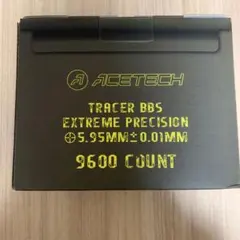 ACETECH
TRACER BBS
EXTREME PRECISION
5.95MM±0.01MM
9600 COUNT